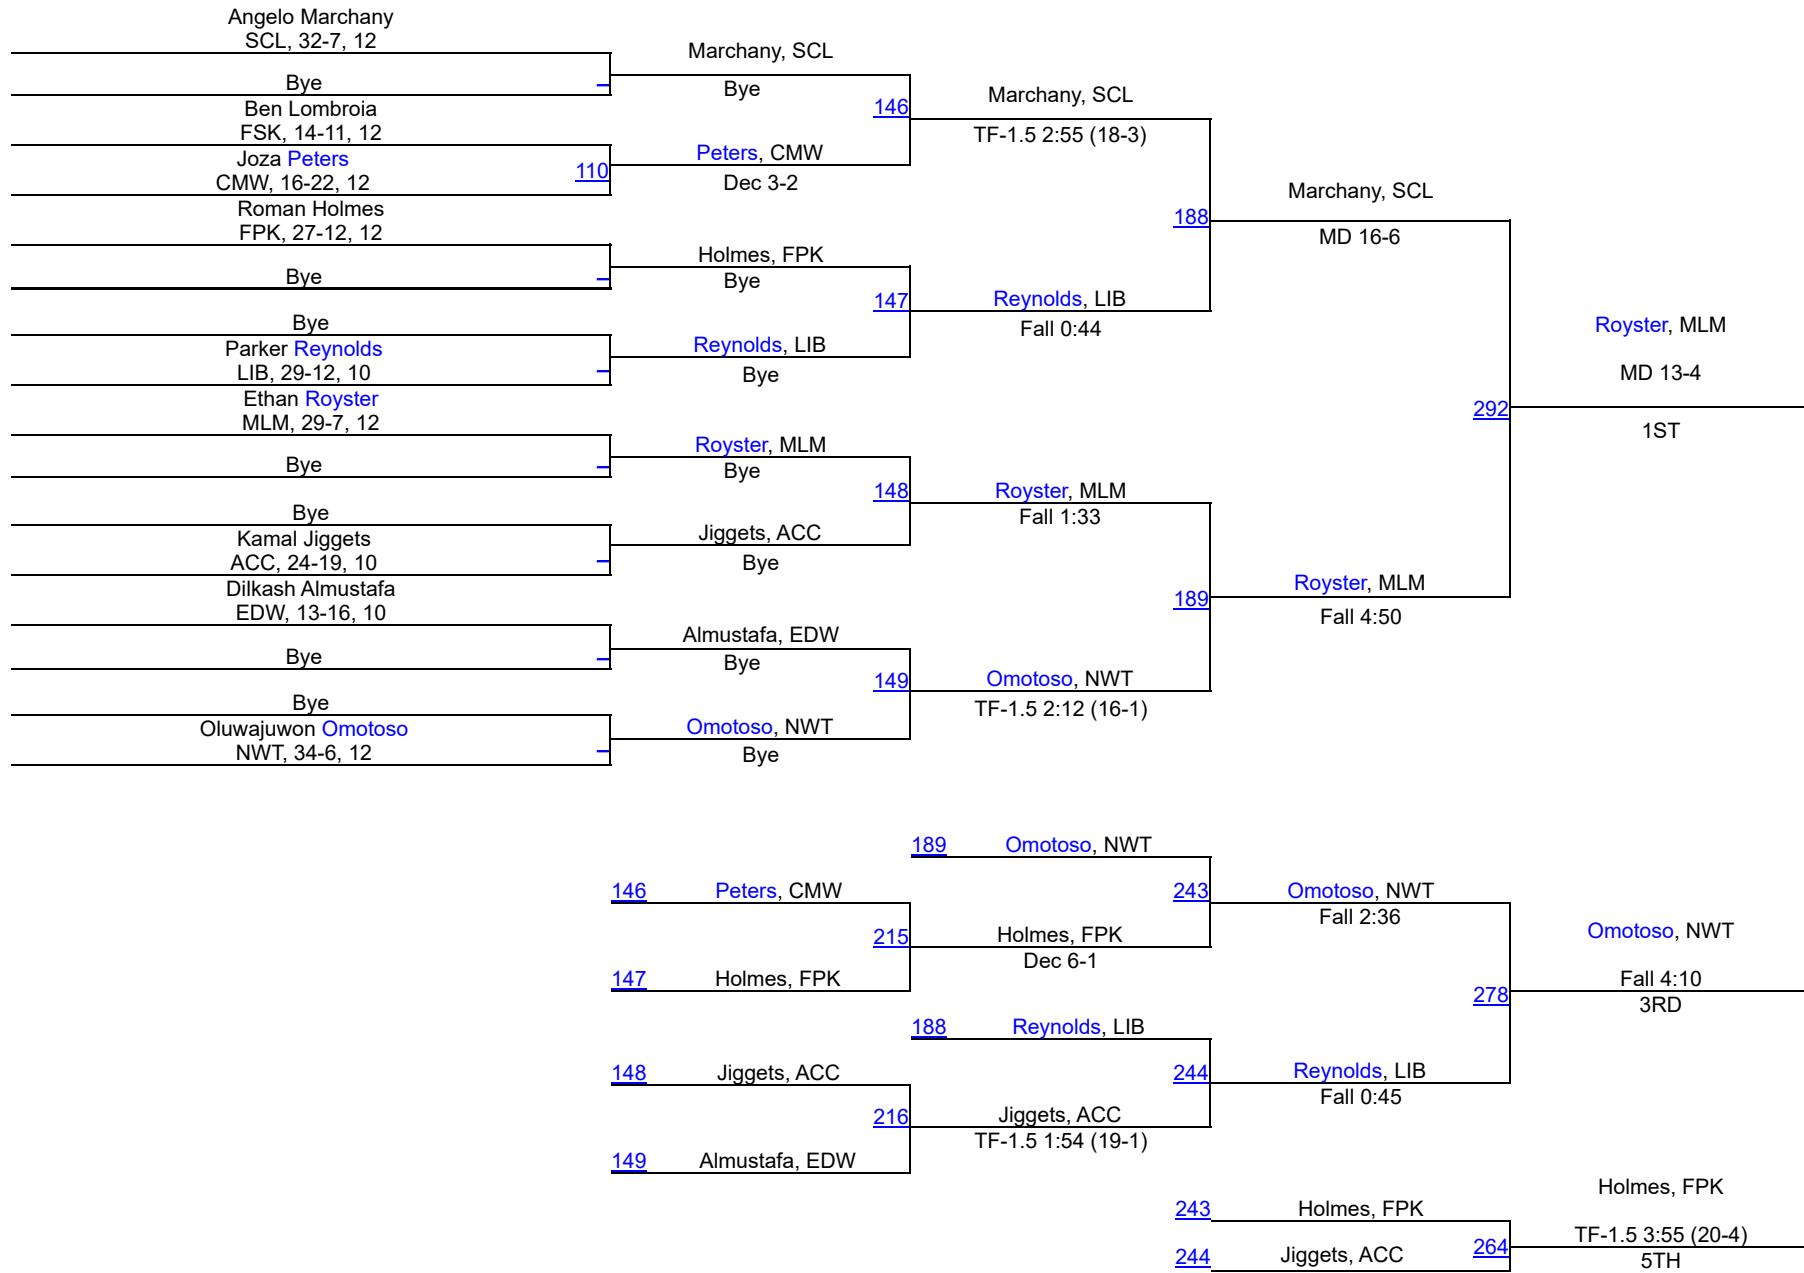 Angelo Marchany
SCL, 32-7, 12
Bye
Ben Lombroia
FSK, 14-11, 12
Joza Peters
CMW, 16-22, 12
110
Roman Holmes
FPK, 27-12, 12
Bye
Bye
Parker Reynolds
LIB, 29-12, 10
Ethan Royster
MLM, 29-7, 12
Bye
Bye
Kamal Jiggets
ACC, 24-19, 10
Dilkash Almustafa
EDW, 13-16, 10
Bye
Bye
Oluwajuwon Omotoso
NWT, 34-6, 12
Marchany, SCL
Bye
146
Peters, CMW
Dec 3-2
Holmes, FPK
Bye
147
Reynolds, LIB
Bye
Royster, MLM
Bye
148
Jiggets, ACC
Bye
Almustafa, EDW
Bye
149
Omotoso, NWT
Bye
Marchany, SCL
TF-1.5 2:55 (18-3)
188
Reynolds, LIB
Fall 0:44
Royster, MLM
Fall 1:33
189
Omotoso, NWT
TF-1.5 2:12 (16-1)
Marchany, SCL
MD 16-6
292
Royster, MLM
Fall 4:50
Royster, MLM
MD 13-4
1ST
146 Peters, CMW
215
147 Holmes, FPK
148 Jiggets, ACC
216
149 Almustafa, EDW
189 Omotoso, NWT
243
Holmes, FPK
Dec 6-1
188 Reynolds, LIB
244
Jiggets, ACC
TF-1.5 1:54 (19-1)
Omotoso, NWT
Fall 2:36
278
Reynolds, LIB
Fall 0:45
Omotoso, NWT
Fall 4:10
3RD
243 Holmes, FPK
244 Jiggets, ACC
264
Holmes, FPK
TF-1.5 3:55 (20-4)
5TH